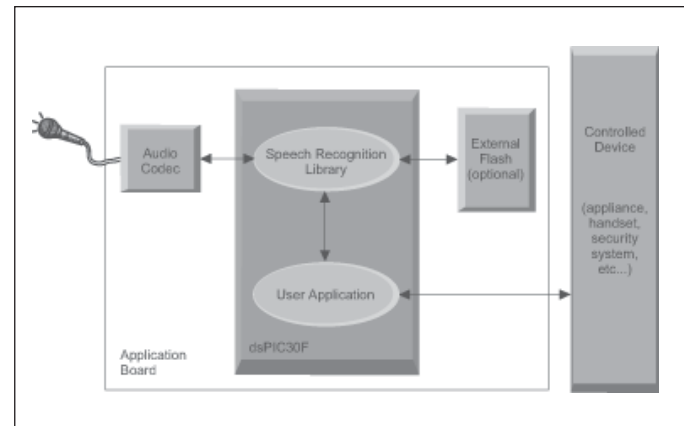 Audio
Codec
Speech Recognition
Library
External
Flash
(optional)
Controlled
Device
(appliance,
handset,
security
system,
etc...)
User Application
dsPIC30F
Application
Board